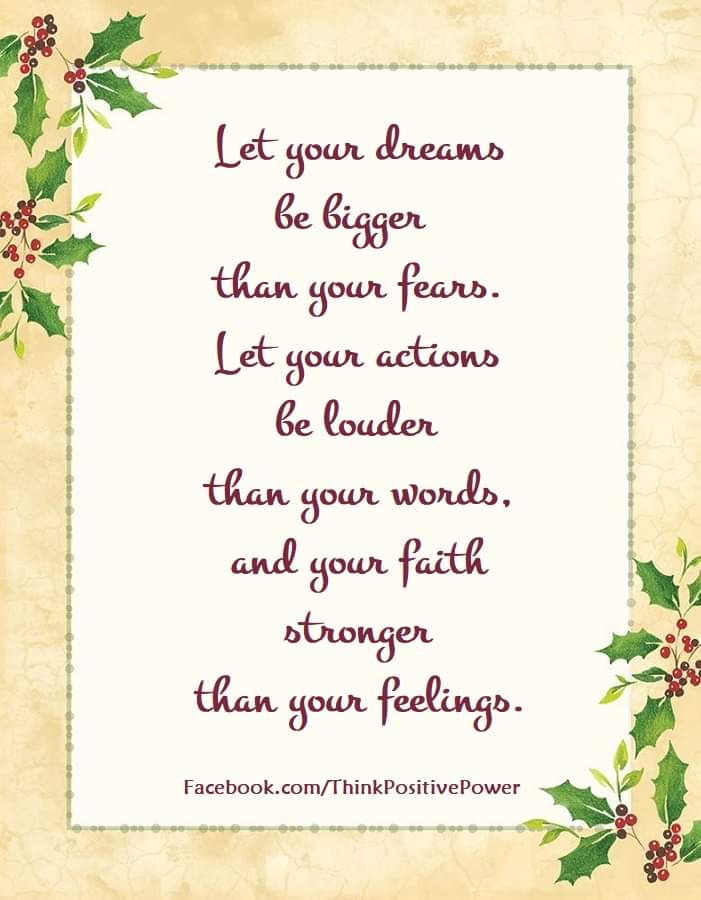 Let your dreams
be bigger
than your fears.
Let your actions
be louder
than your words,
and your faith
stronger
than your feelings.
Facebook.com/ThinkPositivePower